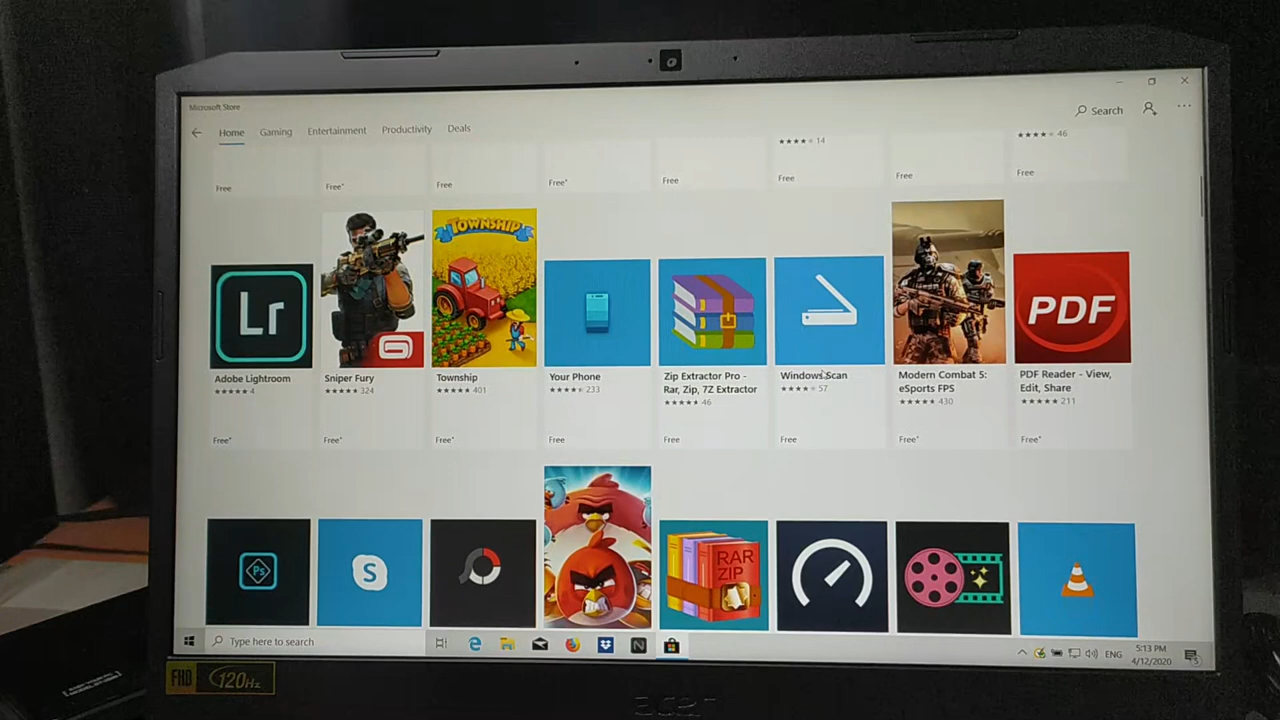 Microsoft Store
Home Gaming Entertainment Productivity Deals
Search
14
46
Free Free* Free Free* Free Free Free Free
TOWNSHIP
Lr
PDF
Adobe Lightroom
4
Free*
Sniper Fury
324
Free*
Township
401
Free*
Your Phone
233
Free
Zip Extractor Pro -
Rar, Zip, 7Z Extractor
46
Free
Windows Scan
57
Free
Modern Combat 5:
eSports FPS
430
Free*
PDF Reader - View,
Edit, Share
211
Free*
Ps
S
RAR
ZIP
Type here to search
N
ENG
5:13 PM
4/12/2020
5
FHD 120Hz
acer